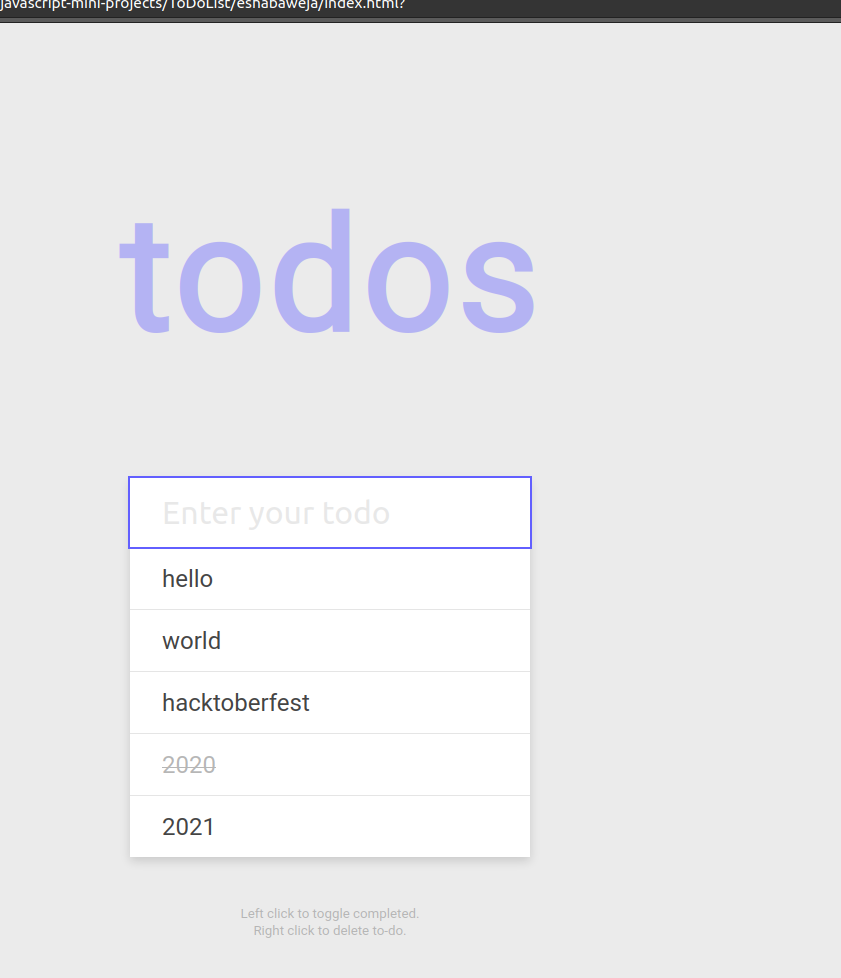 javascript-mini-projects/ToDoList/eshabaweja/index.html?
todos
Enter your todo
hello
world
hacktoberfest
2020
2021
Left click to toggle completed.
Right click to delete to-do.